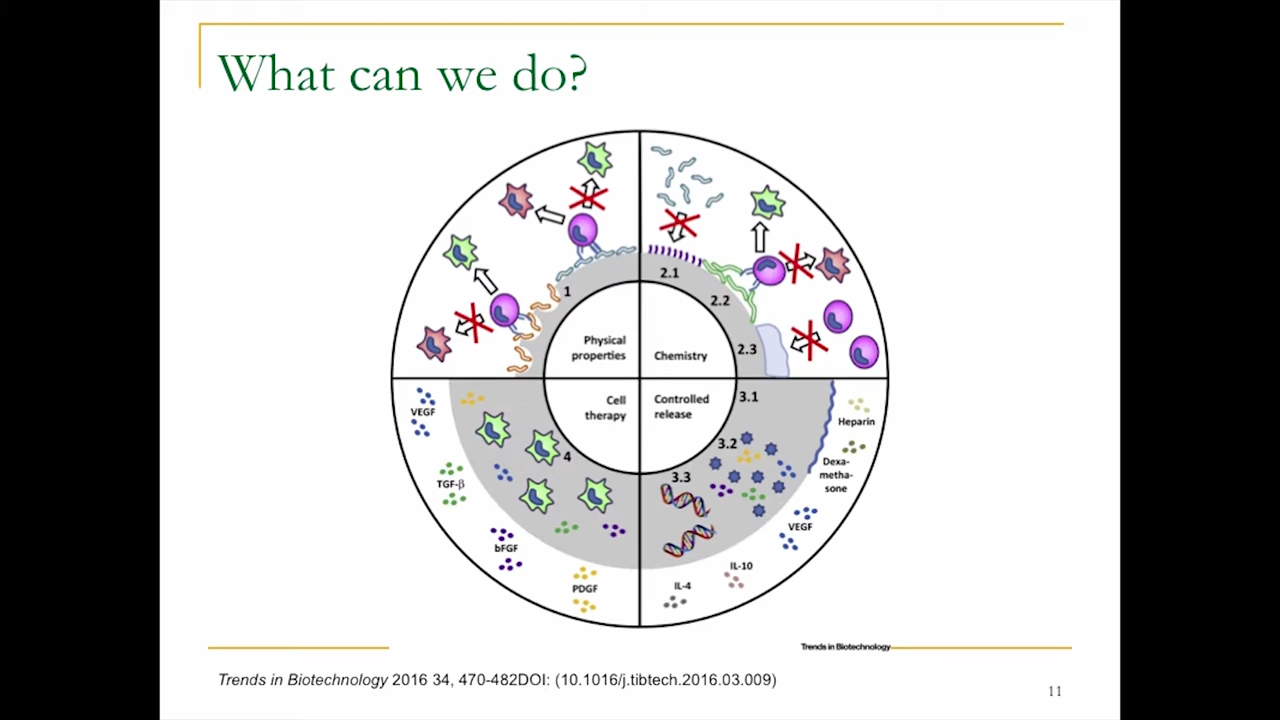 What can we do?
2.1
1
2.2
Physical
properties
Chemistry
2.3
Cell
therapy
Controlled
release
3.1
VEGF
Heparin
3.2
4
Dexa-
metha-
sone
3.3
TGF-β
VEGF
bFGF
IL-10
PDGF
IL-4
Trends in Biotechnology
Trends in Biotechnology 2016 34, 470-482DOI: (10.1016/j.tibtech.2016.03.009)
11